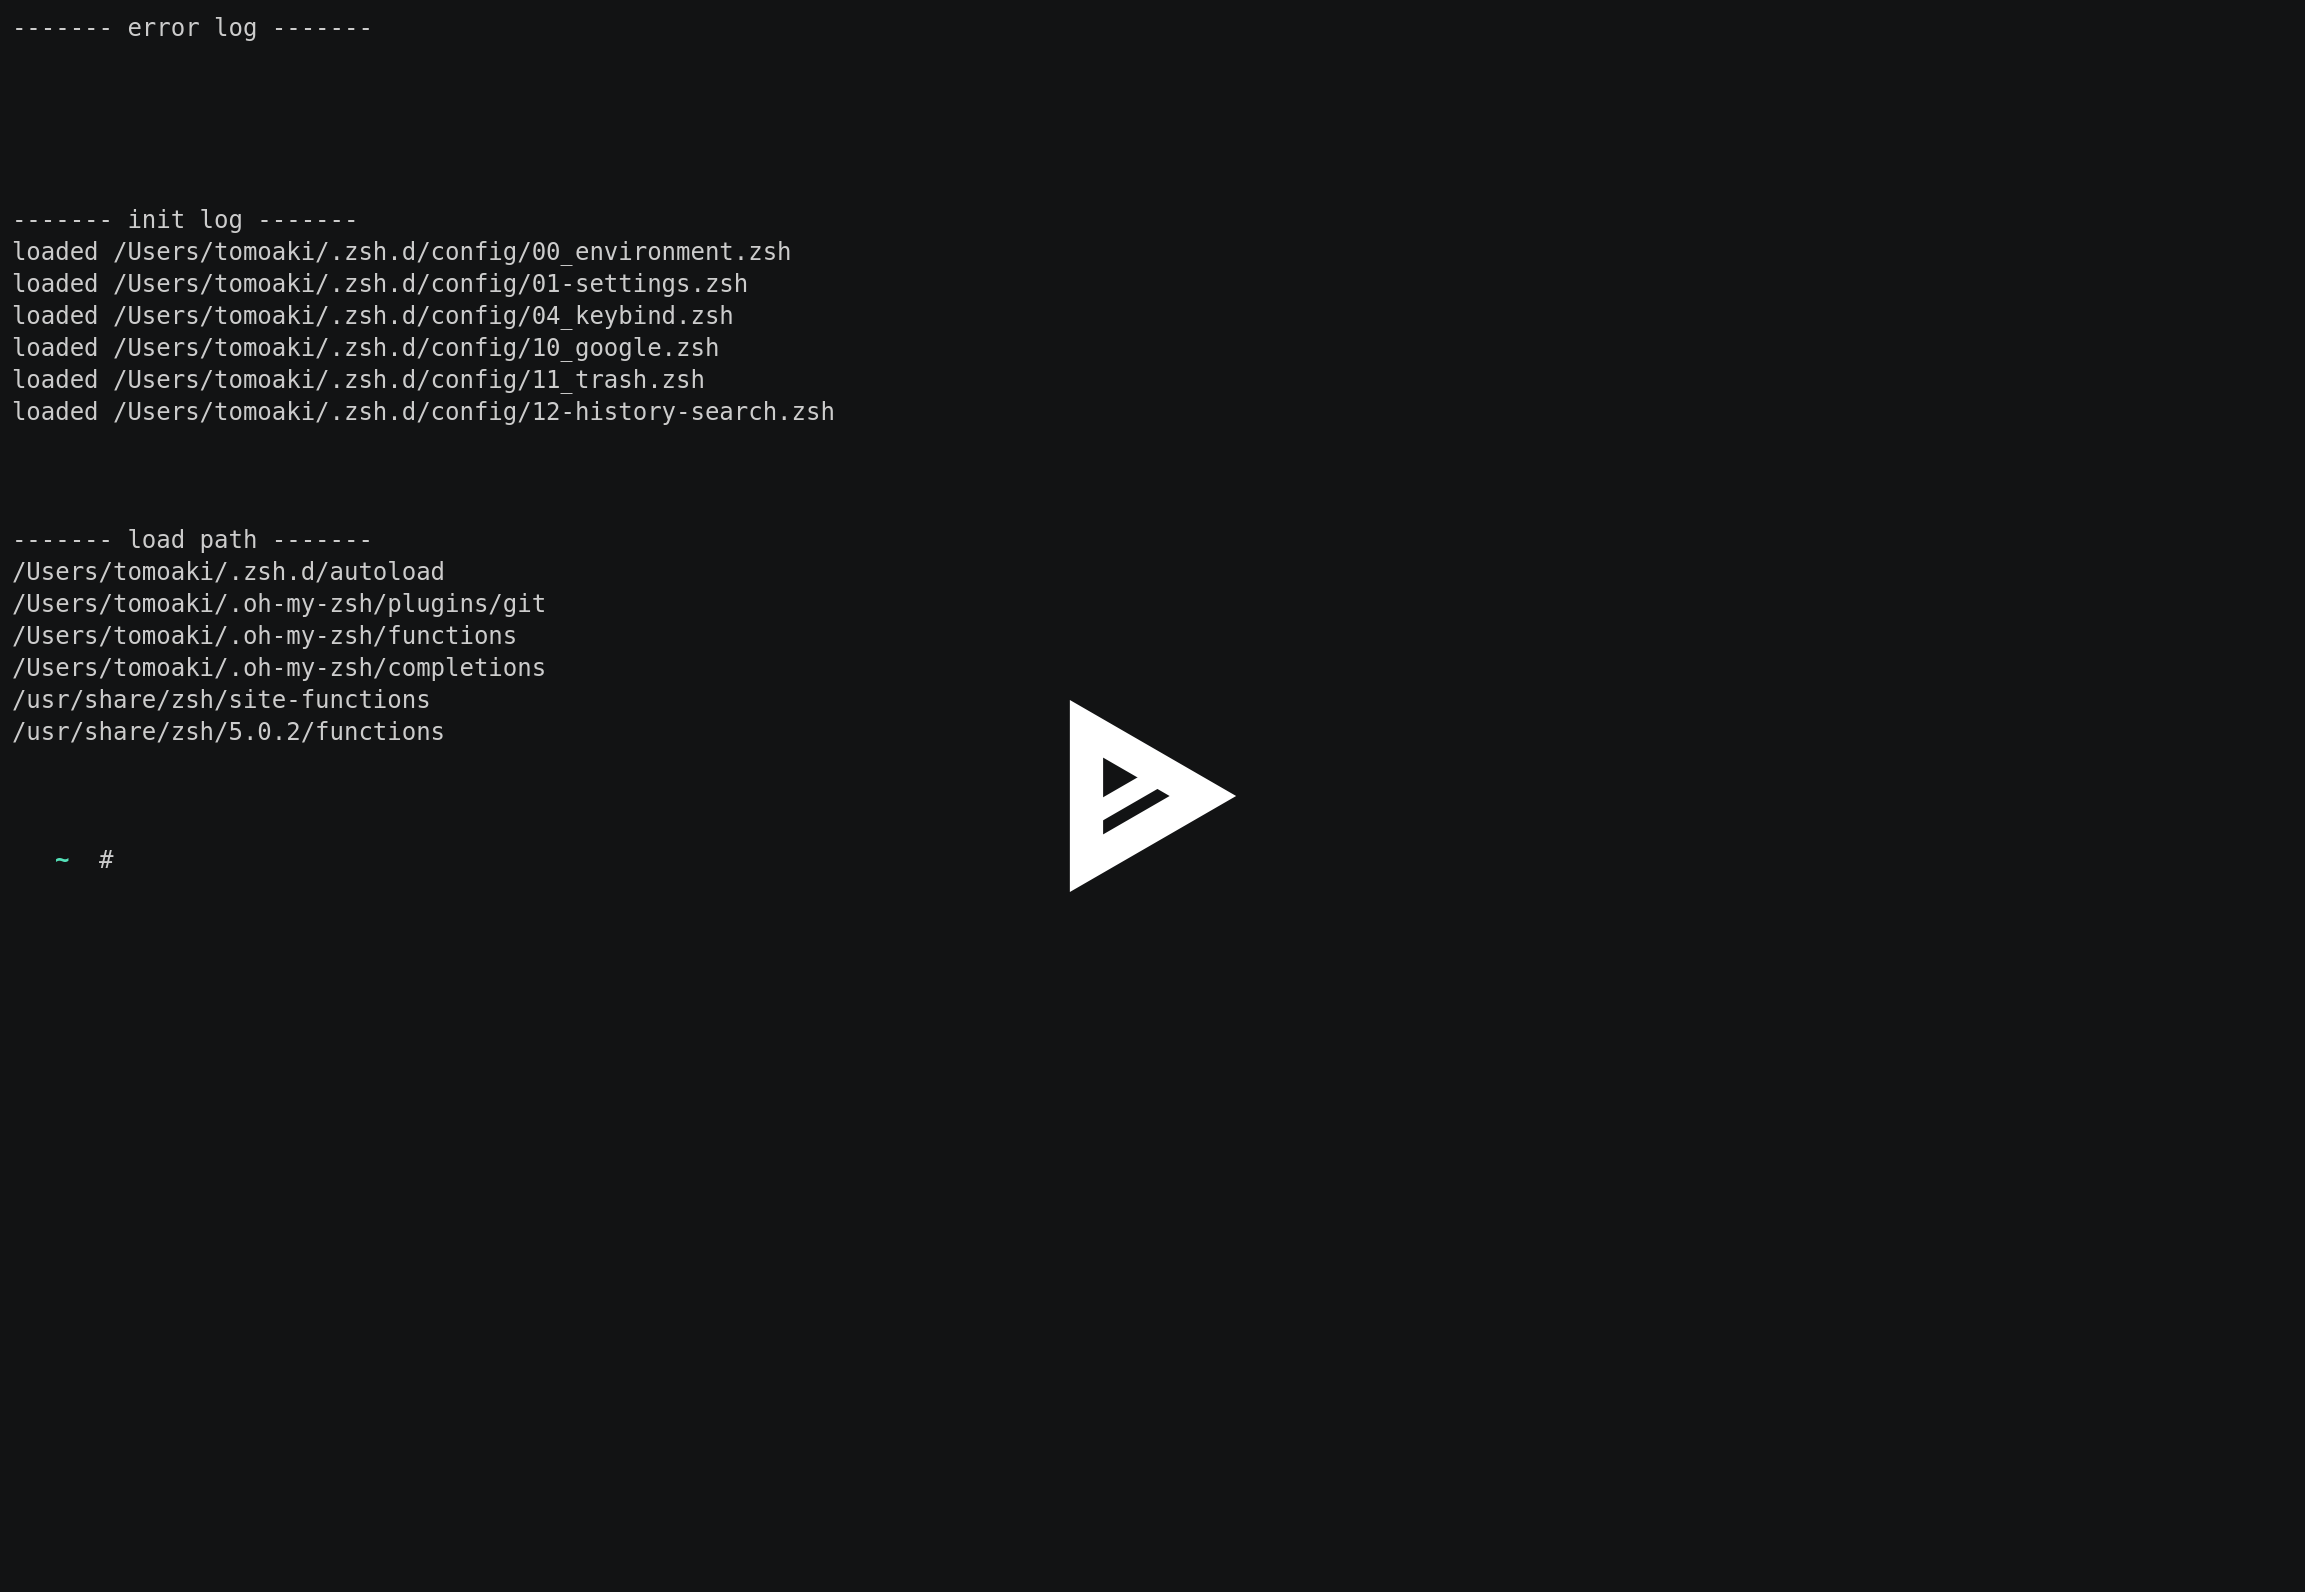 ------- error log -------
------- init log -------
loaded /Users/tomoaki/.zsh.d/config/00_environment.zsh
loaded /Users/tomoaki/.zsh.d/config/01-settings.zsh
loaded /Users/tomoaki/.zsh.d/config/04_keybind.zsh
loaded /Users/tomoaki/.zsh.d/config/10_google.zsh
loaded /Users/tomoaki/.zsh.d/config/11_trash.zsh
loaded /Users/tomoaki/.zsh.d/config/12-history-search.zsh
------- load path -------
/Users/tomoaki/.zsh.d/autoload
/Users/tomoaki/.oh-my-zsh/plugins/git
/Users/tomoaki/.oh-my-zsh/functions
/Users/tomoaki/.oh-my-zsh/completions
/usr/share/zsh/site-functions
/usr/share/zsh/5.0.2/functions
~  #